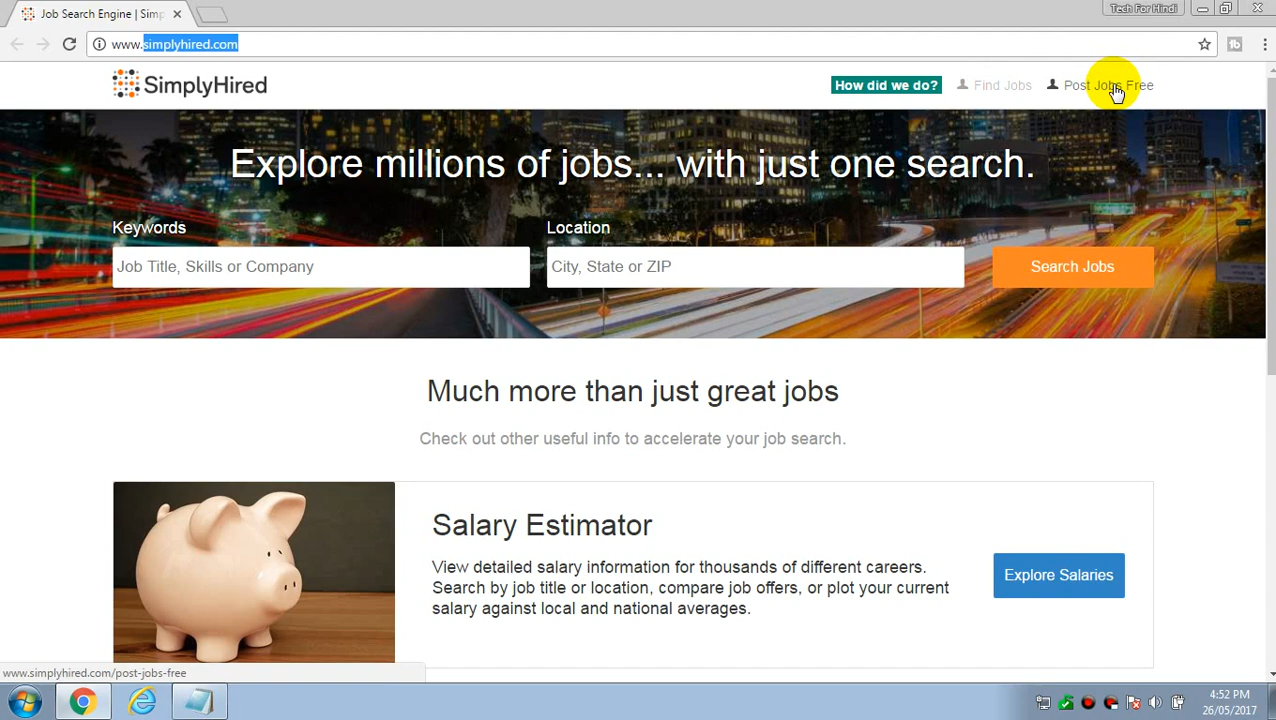 Job Search Engine | Simp
Tech For Hindi
www.simplyhired.com
SimplyHired
How did we do?
Find Jobs
Post Jobs Free
Explore millions of jobs... with just one search.
Keywords
Location
Job Title, Skills or Company
City, State or ZIP
Search Jobs
Much more than just great jobs
Check out other useful info to accelerate your job search.
Salary Estimator
View detailed salary information for thousands of different careers.
Search by job title or location, compare job offers, or plot your current
salary against local and national averages.
Explore Salaries
www.simplyhired.com/post-jobs-free
4:52 PM
26/05/2017